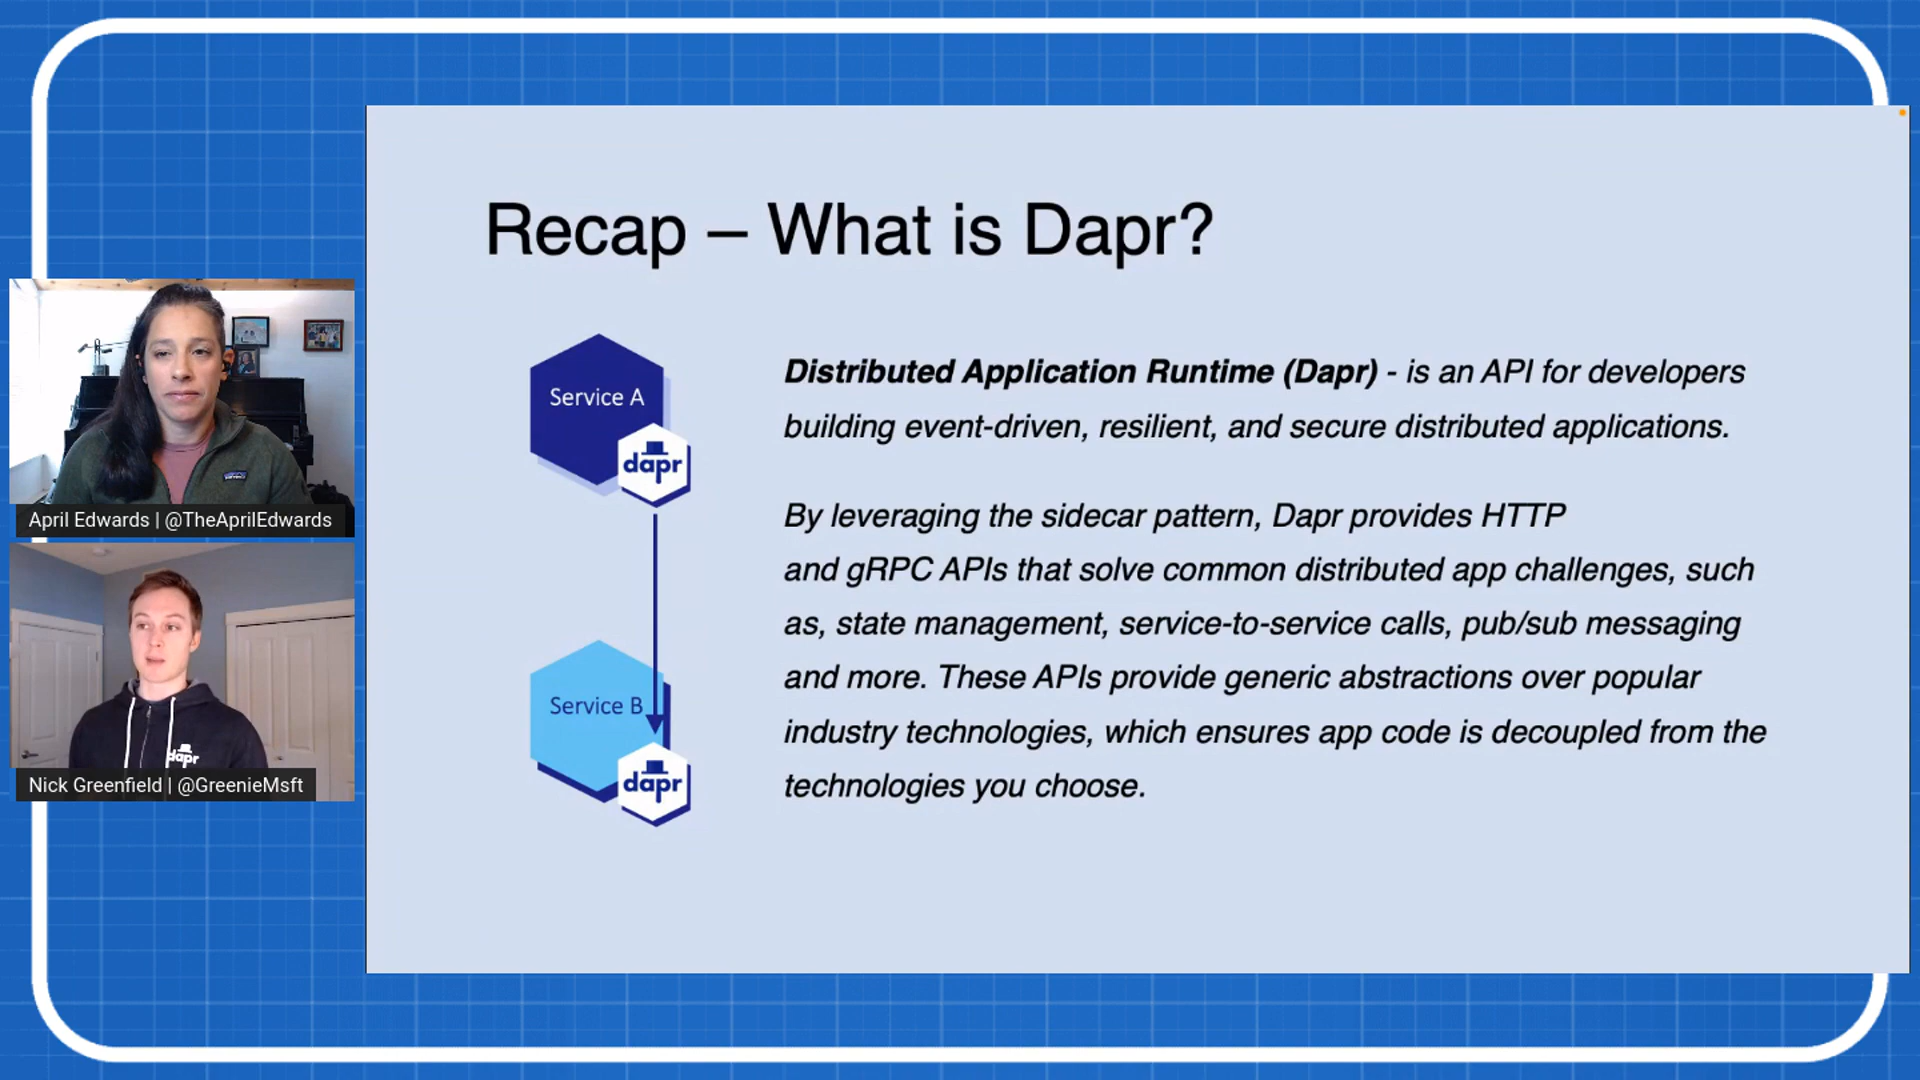 Recap – What is Dapr?
Service A
dapr
Service B
dapr
Distributed Application Runtime (Dapr) - is an API for developers
building event-driven, resilient, and secure distributed applications.
By leveraging the sidecar pattern, Dapr provides HTTP
and gRPC APIs that solve common distributed app challenges, such
as, state management, service-to-service calls, pub/sub messaging
and more. These APIs provide generic abstractions over popular
industry technologies, which ensures app code is decoupled from the
technologies you choose.
April Edwards | @TheAprilEdwards
dapr
Nick Greenfield | @GreenieMsft